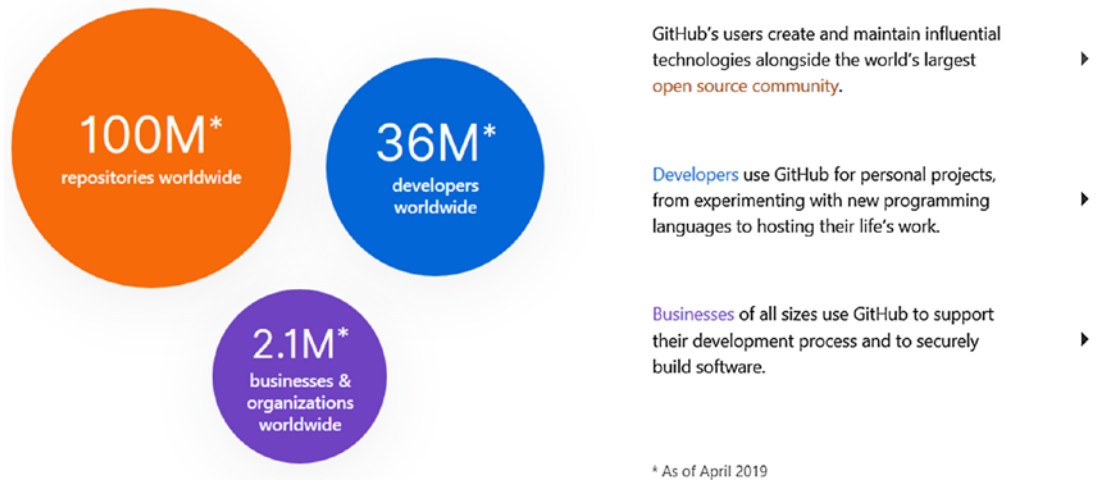 100M*
repositories worldwide
36M*
developers
worldwide
2.1M*
businesses &
organizations
worldwide
GitHub's users create and maintain influential
technologies alongside the world's largest
open source community.
Developers use GitHub for personal projects,
from experimenting with new programming
languages to hosting their life's work.
Businesses of all sizes use GitHub to support
their development process and to securely
build software.
* As of April 2019